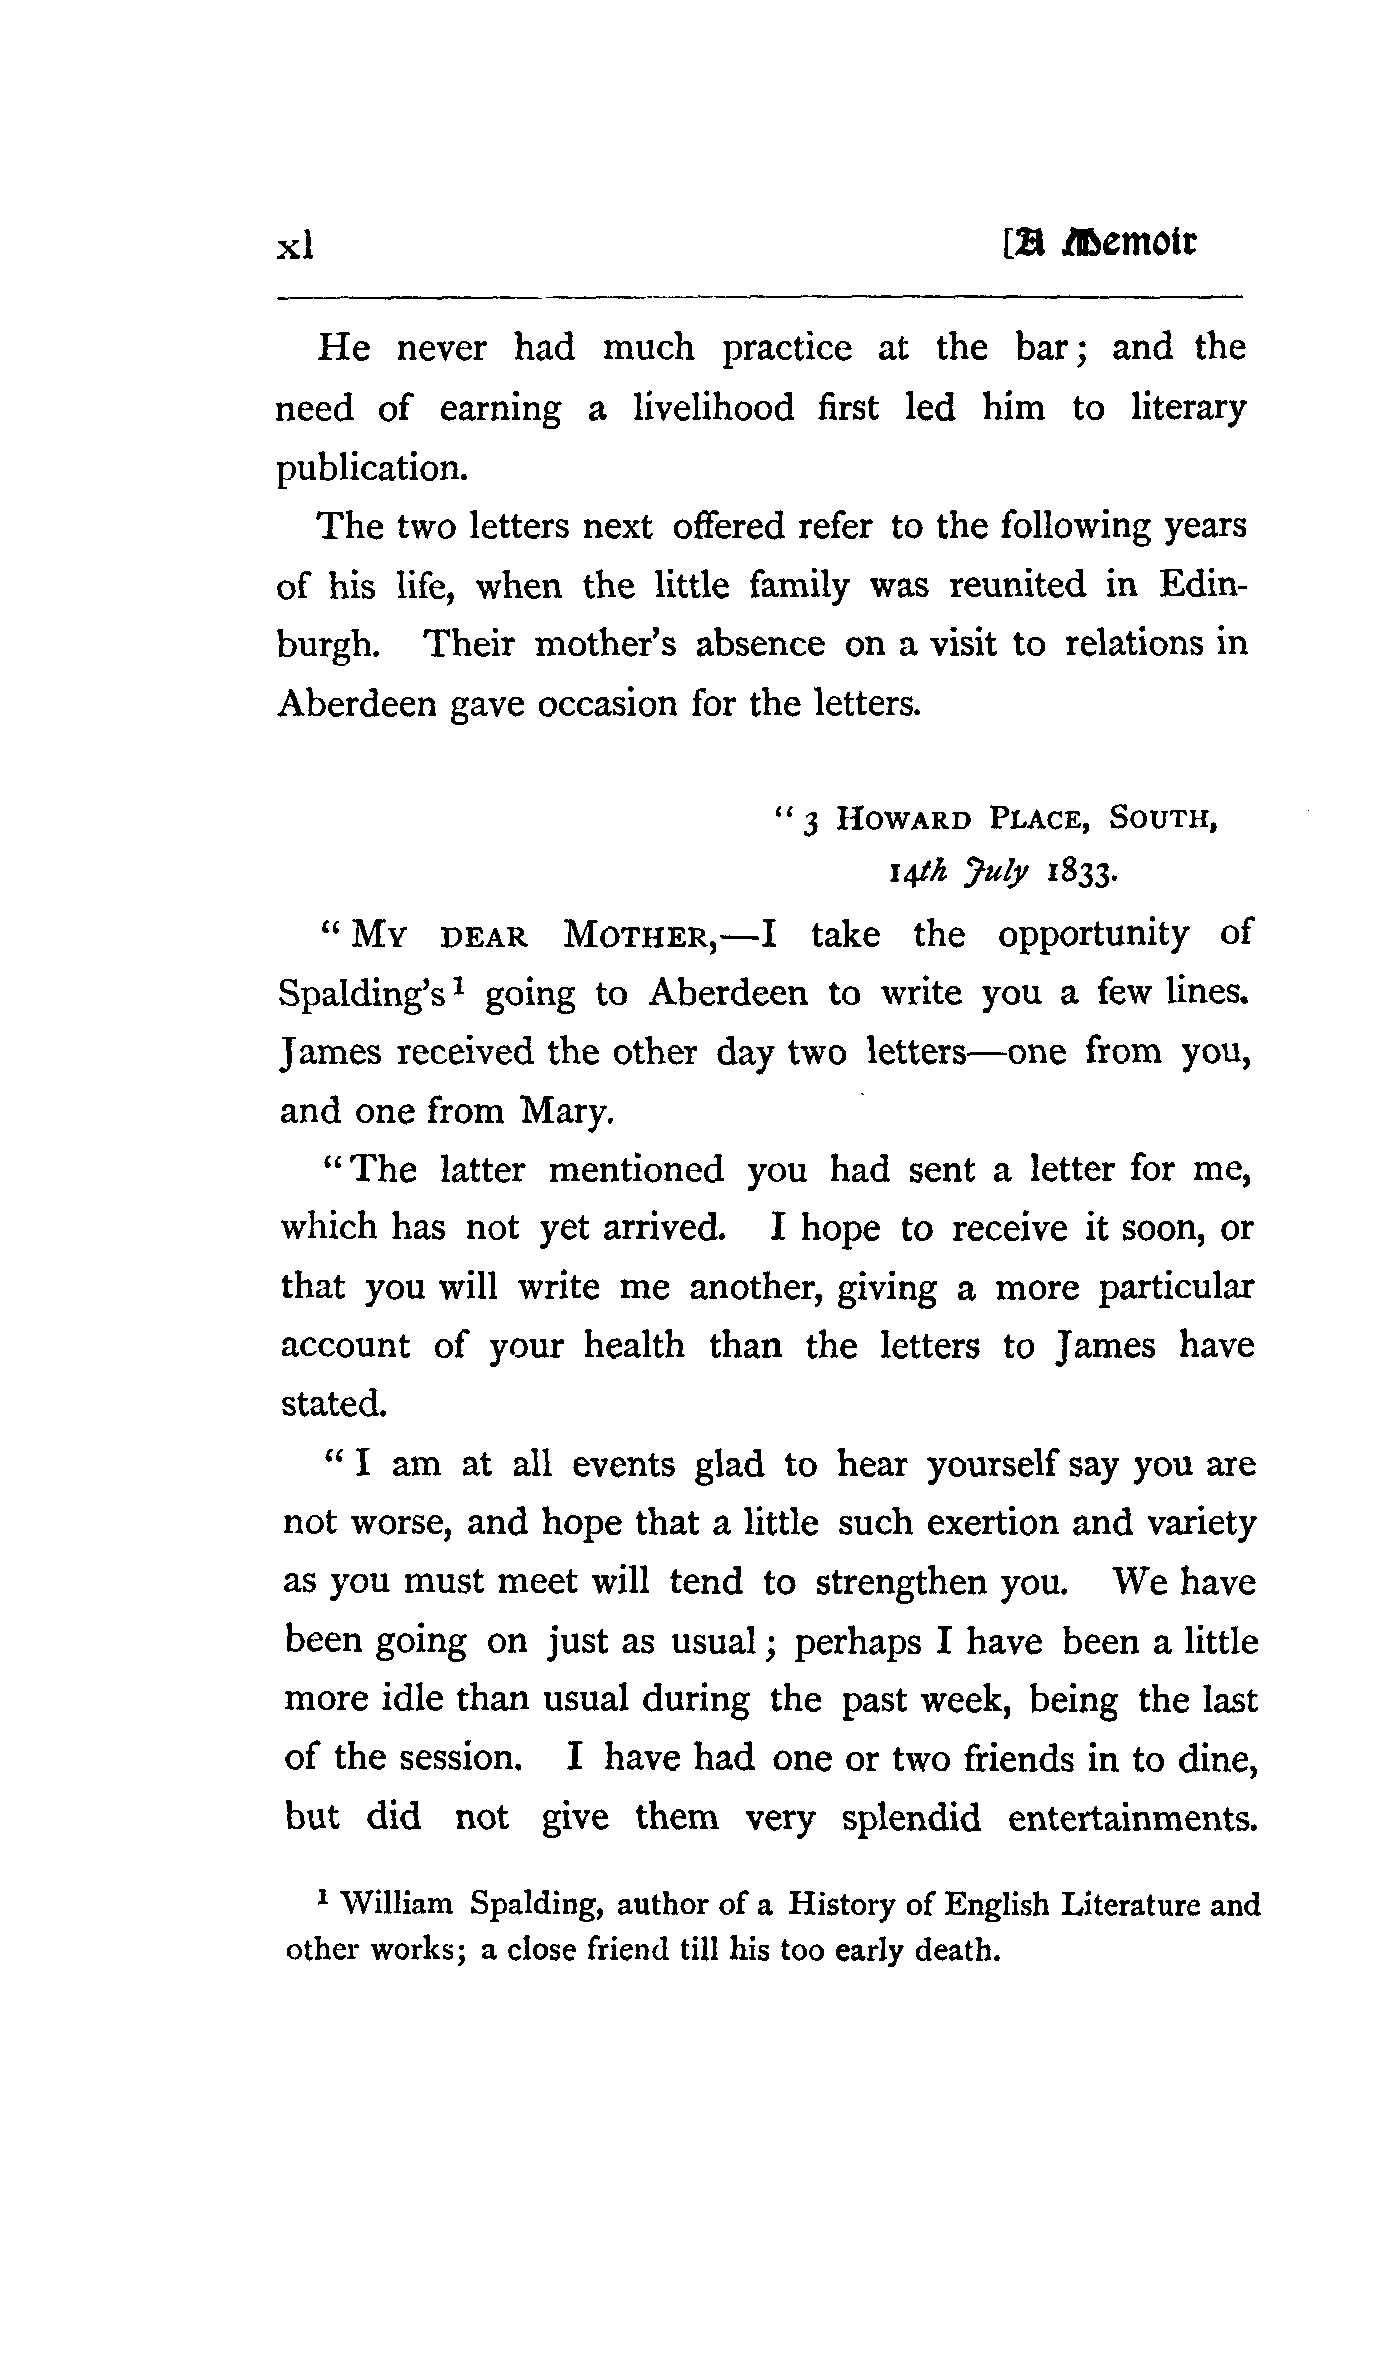 xl [A Memoir
He never had much practice at the bar; and the
need of earning a livelihood first led him to literary
publication.
The two letters next offered refer to the following years
of his life, when the little family was reunited in Edin-
burgh. Their mother's absence on a visit to relations in
Aberdeen gave occasion for the letters.
" 3 HOWARD PLACE, SOUTH,
14th July 1833.
" MY DEAR MOTHER,—I take the opportunity of
Spalding's¹ going to Aberdeen to write you a few lines.
James received the other day two letters—one from you,
and one from Mary.
"The latter mentioned you had sent a letter for me,
which has not yet arrived. I hope to receive it soon, or
that you will write me another, giving a more particular
account of your health than the letters to James have
stated.
" I am at all events glad to hear yourself say you are
not worse, and hope that a little such exertion and variety
as you must meet will tend to strengthen you. We have
been going on just as usual; perhaps I have been a little
more idle than usual during the past week, being the last
of the session. I have had one or two friends in to dine,
but did not give them very splendid entertainments.
¹ William Spalding, author of a History of English Literature and
other works; a close friend till his too early death.